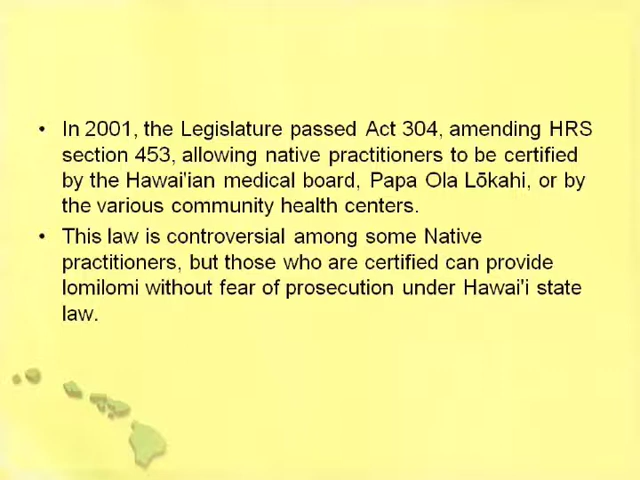 • In 2001, the Legislature passed Act 304, amending HRS
section 453, allowing native practitioners to be certified
by the Hawai'ian medical board, Papa Ola Lōkahi, or by
the various community health centers.
• This law is controversial among some Native
practitioners, but those who are certified can provide
lomilomi without fear of prosecution under Hawai'i state
law.